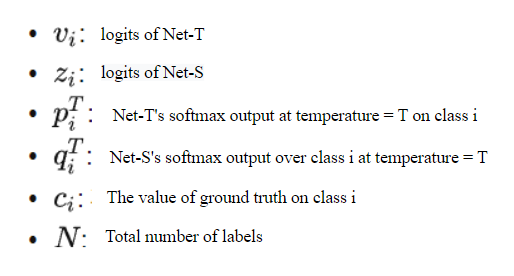 • v_i: logits of Net-T
• z_i: logits of Net-S
• p_i^T: Net-T's softmax output at temperature = T on class i
• q_i^T: Net-S's softmax output over class i at temperature = T
• c_i: The value of ground truth on class i
• N: Total number of labels